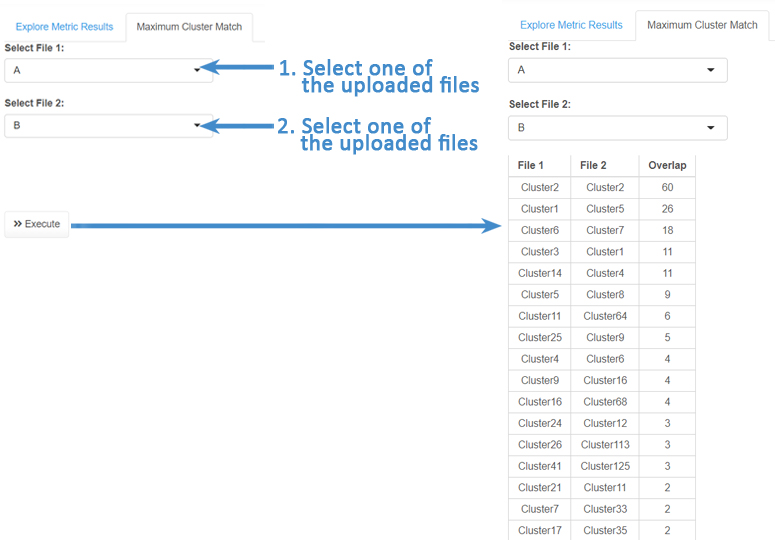 Explore Metric Results Maximum Cluster Match
Select File 1:
A
Select File 2:
B
Execute
1. Select one of
the uploaded files
2. Select one of
the uploaded files
Explore Metric Results Maximum Cluster Match
Select File 1:
A
Select File 2:
B
File 1 File 2 Overlap
Cluster2 Cluster2 60
Cluster1 Cluster5 26
Cluster6 Cluster7 18
Cluster3 Cluster1 11
Cluster14 Cluster4 11
Cluster5 Cluster8 9
Cluster11 Cluster64 6
Cluster25 Cluster9 5
Cluster4 Cluster6 4
Cluster9 Cluster16 4
Cluster16 Cluster68 4
Cluster24 Cluster12 3
Cluster26 Cluster113 3
Cluster41 Cluster125 3
Cluster21 Cluster11 2
Cluster7 Cluster33 2
Cluster17 Cluster35 2